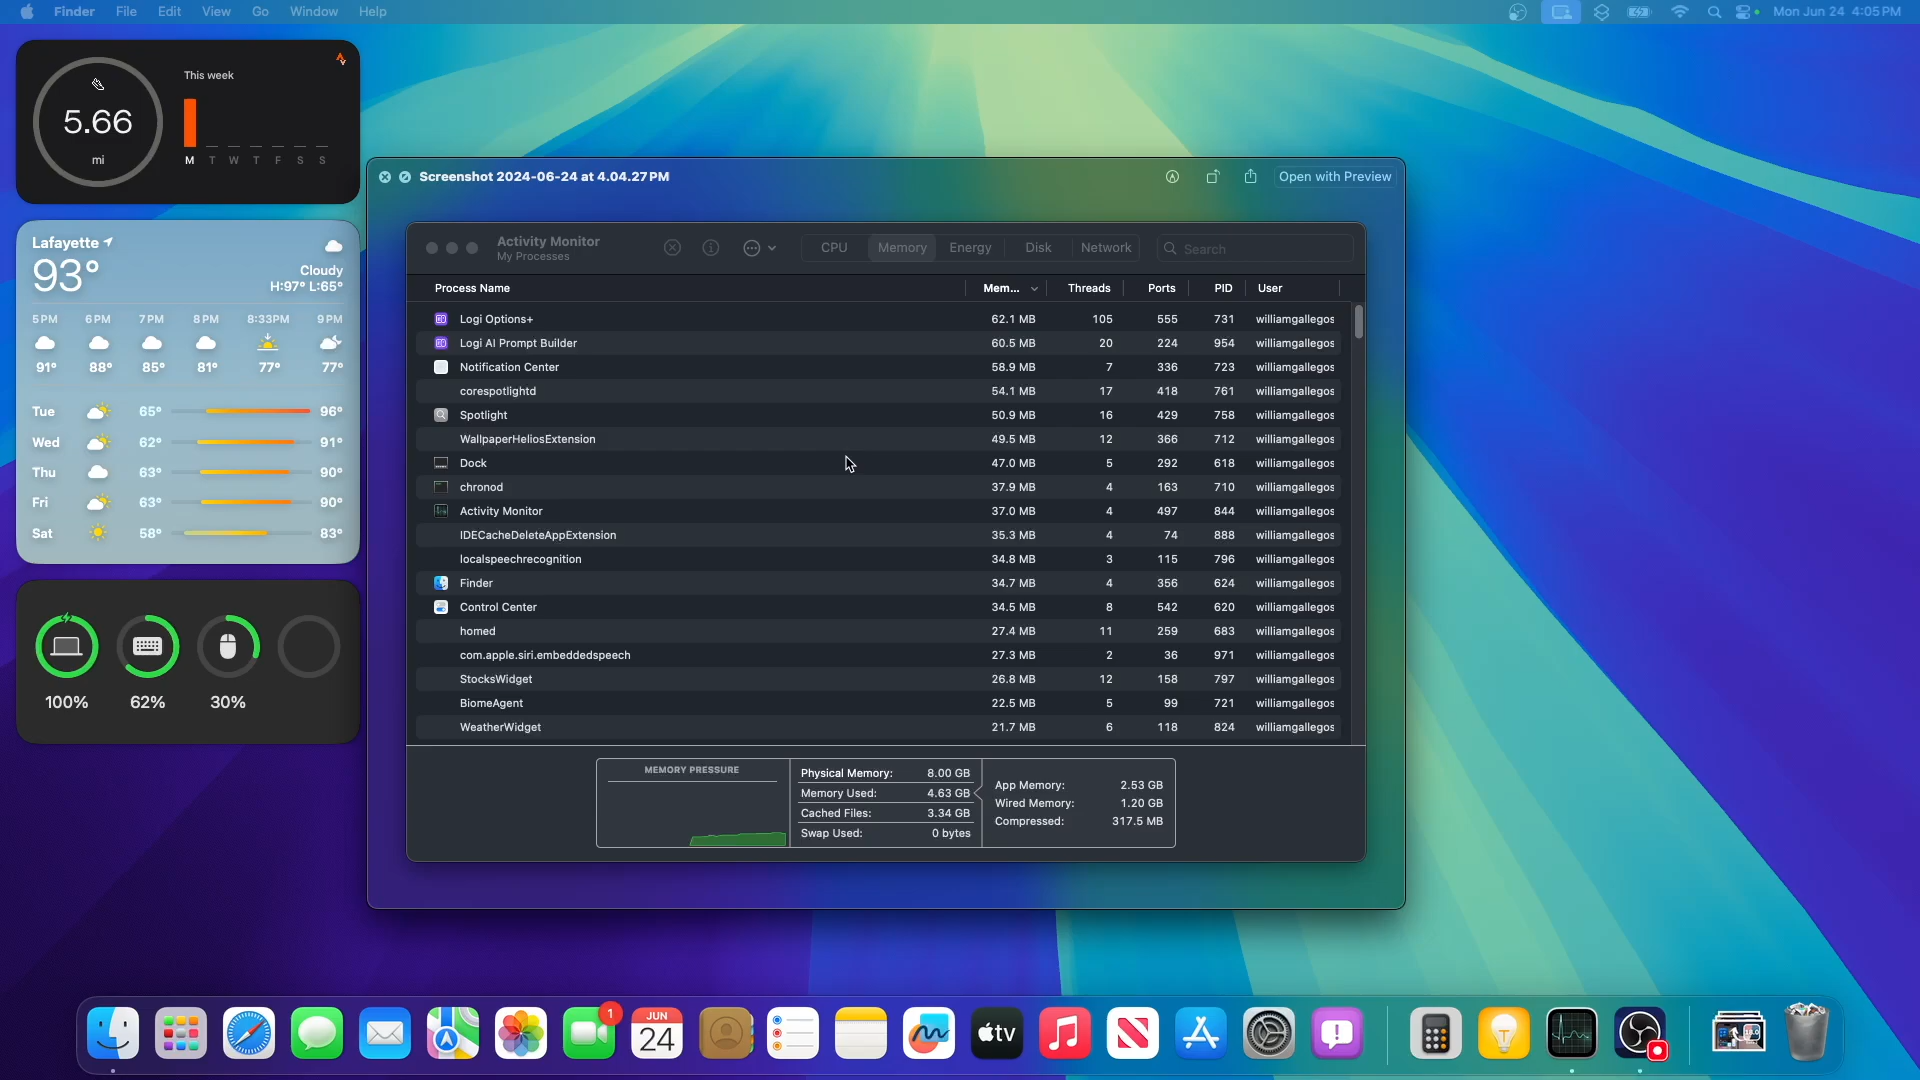 Finder File Edit View Go Window Help Mon Jun 24 4:05 PM
5.66
mi
This week
M T W T F S S
Lafayette
93°
Cloudy
H:97° L:65°
5PM 6PM 7PM 8PM 8:33PM 9PM
91° 88° 85° 81° 77° 77°
Tue 65° 96°
Wed 62° 91°
Thu 63° 90°
Fri 63° 90°
Sat 58° 83°
100% 62% 30%
Screenshot 2024-06-24 at 4.04.27 PM Open with Preview
Activity Monitor
My Processes
CPU Memory Energy Disk Network Search
Process Name Mem... Threads Ports PID User
Logi Options+ 62.1 MB 105 555 731 williamgallegos
Logi AI Prompt Builder 60.5 MB 20 224 954 williamgallegos
Notification Center 58.9 MB 7 336 723 williamgallegos
corespotlightd 54.1 MB 17 418 761 williamgallegos
Spotlight 50.9 MB 16 429 758 williamgallegos
WallpaperHeliosExtension 49.5 MB 12 366 712 williamgallegos
Dock 47.0 MB 5 292 618 williamgallegos
chronod 37.9 MB 4 163 710 williamgallegos
Activity Monitor 37.0 MB 4 497 844 williamgallegos
IDECacheDeleteAppExtension 35.3 MB 4 74 888 williamgallegos
localspeechrecognition 34.8 MB 3 115 796 williamgallegos
Finder 34.7 MB 4 356 624 williamgallegos
Control Center 34.5 MB 8 542 620 williamgallegos
homed 27.4 MB 11 259 683 williamgallegos
com.apple.siri.embeddedspeech 27.3 MB 2 36 971 williamgallegos
StocksWidget 26.8 MB 12 158 797 williamgallegos
BiomeAgent 22.5 MB 5 99 721 williamgallegos
WeatherWidget 21.7 MB 6 118 824 williamgallegos
MEMORY PRESSURE
Physical Memory: 8.00 GB
Memory Used: 4.63 GB
Cached Files: 3.34 GB
Swap Used: 0 bytes
App Memory: 2.53 GB
Wired Memory: 1.20 GB
Compressed: 317.5 MB
1
JUN
24
tv